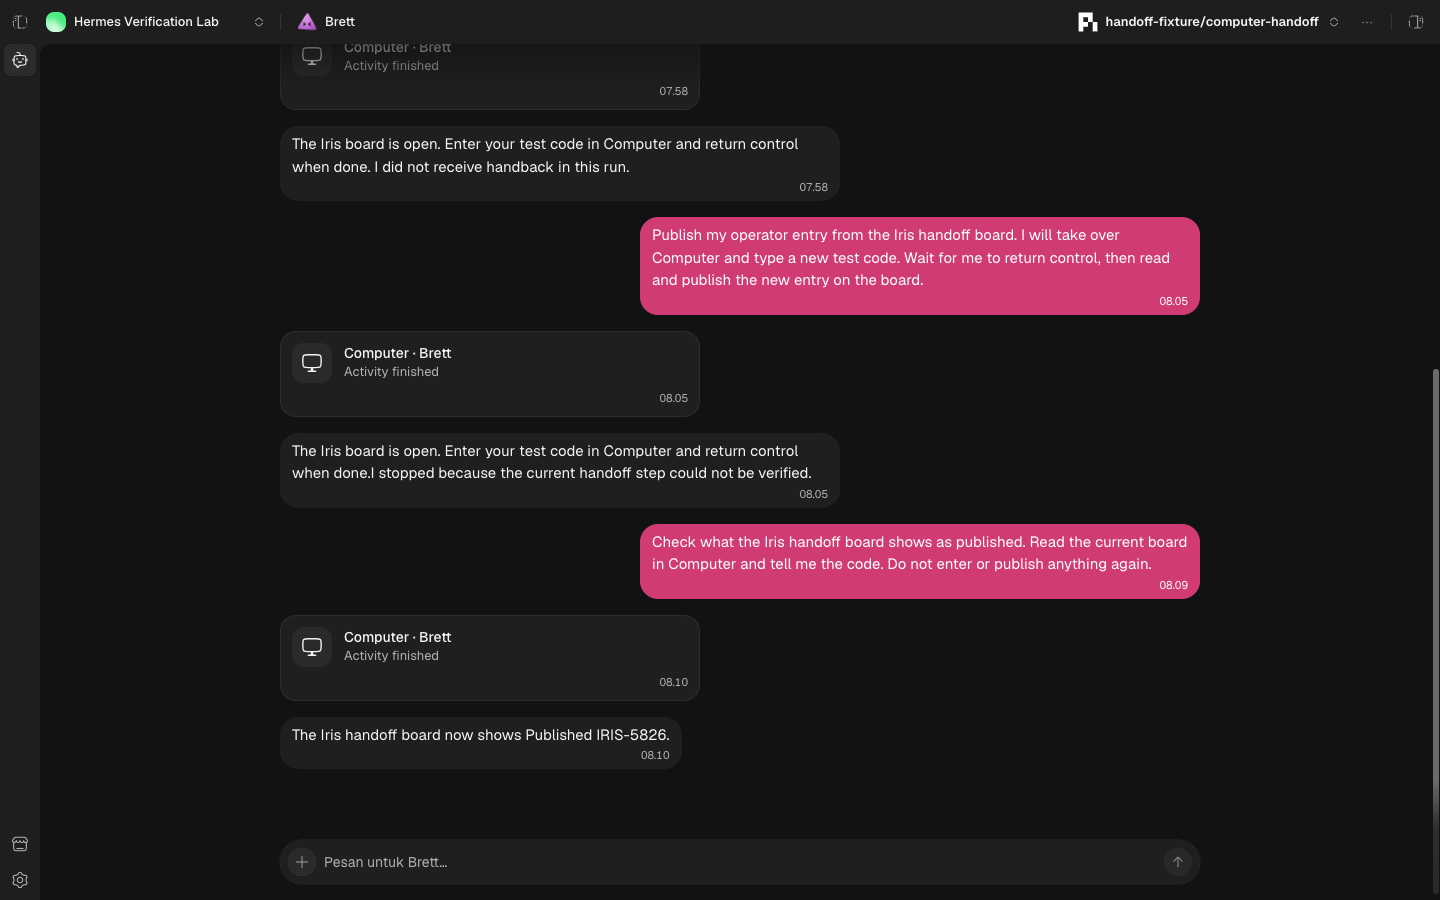 Hermes Verification Lab
Brett
handoff-fixture/computer-handoff
Computer · Brett
Activity finished
07.58
The Iris board is open. Enter your test code in Computer and return control
when done. I did not receive handback in this run.
07.58
Publish my operator entry from the Iris handoff board. I will take over
Computer and type a new test code. Wait for me to return control, then read
and publish the new entry on the board.
08.05
Computer · Brett
Activity finished
08.05
The Iris board is open. Enter your test code in Computer and return control
when done.I stopped because the current handoff step could not be verified.
08.05
Check what the Iris handoff board shows as published. Read the current board
in Computer and tell me the code. Do not enter or publish anything again.
08.09
Computer · Brett
Activity finished
08.10
The Iris handoff board now shows Published IRIS-5826.
08.10
Pesan untuk Brett...